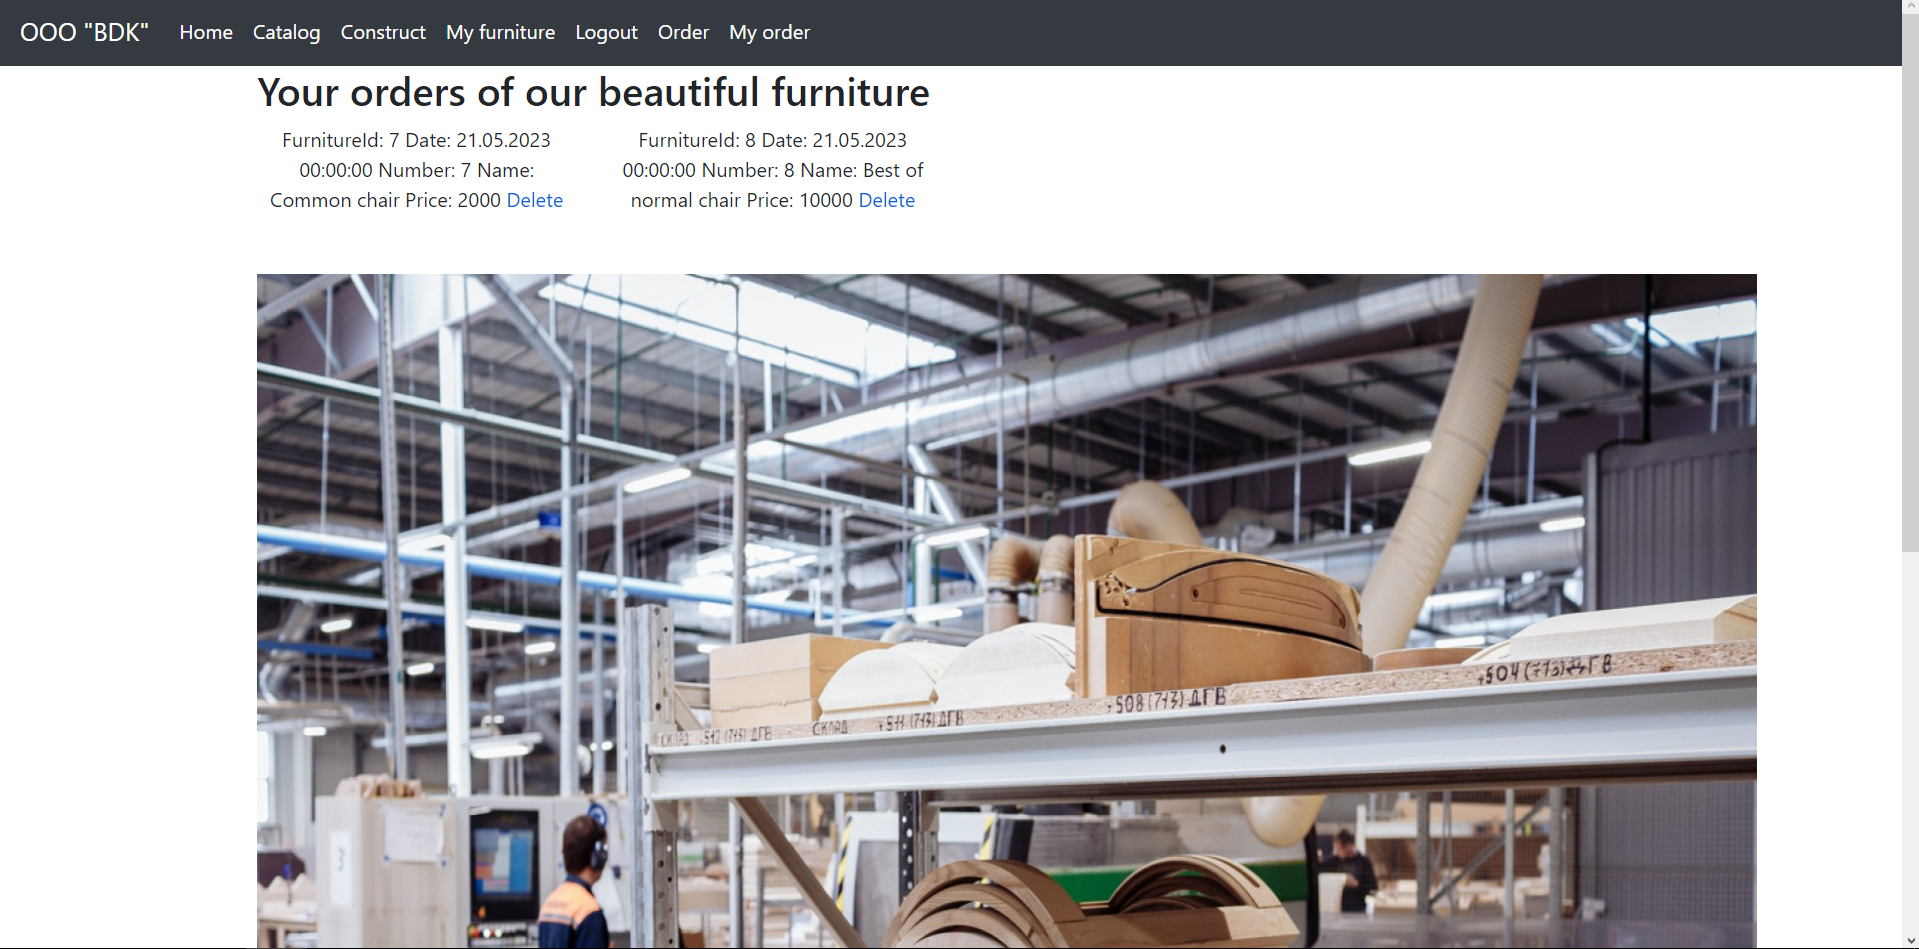 OOO "BDK" Home Catalog Construct My furniture Logout Order My order
Your orders of our beautiful furniture
FurnitureId: 7 Date: 21.05.2023
00:00:00 Number: 7 Name:
Common chair Price: 2000 Delete
FurnitureId: 8 Date: 21.05.2023
00:00:00 Number: 8 Name: Best of
normal chair Price: 10000 Delete
504 (713) ДГВ
508 (713) ДГВ
511 (713) ДГВ
СКЛАД
512 (713) ДГВ
СКЛАД